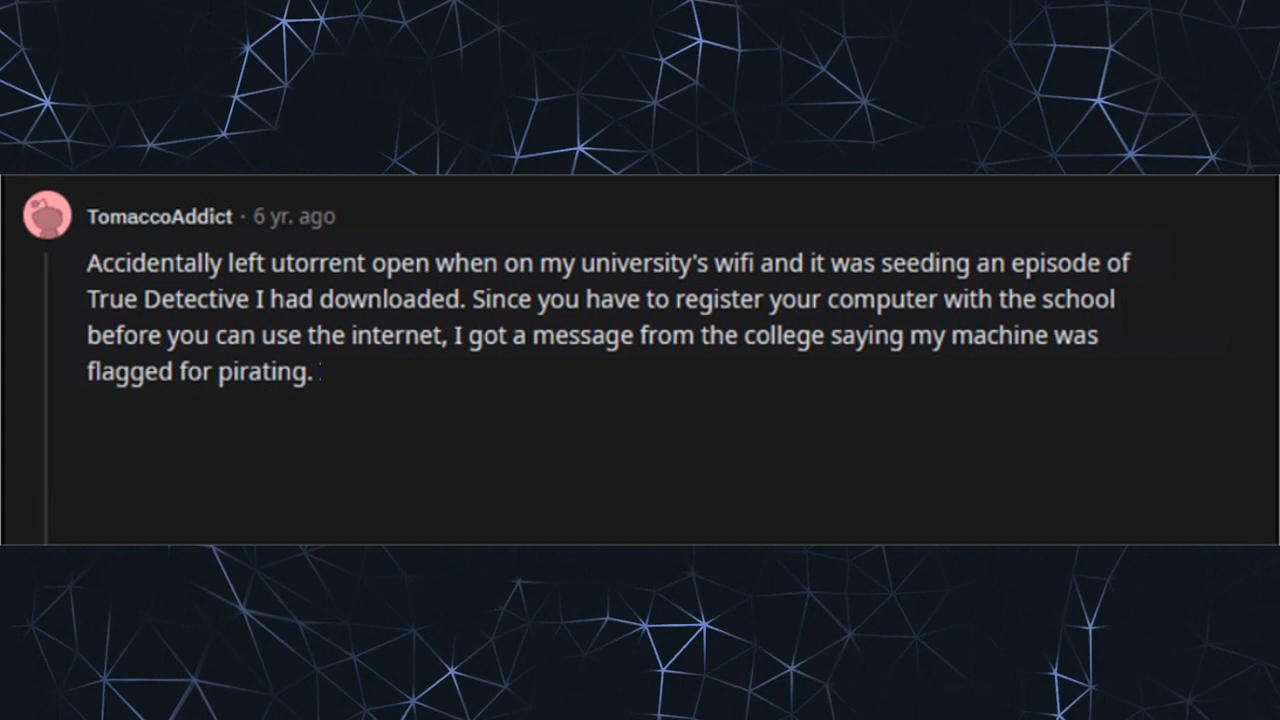 TomaccoAddict · 6 yr. ago
Accidentally left utorrent open when on my university's wifi and it was seeding an episode of
True Detective I had downloaded. Since you have to register your computer with the school
before you can use the internet, I got a message from the college saying my machine was
flagged for pirating.